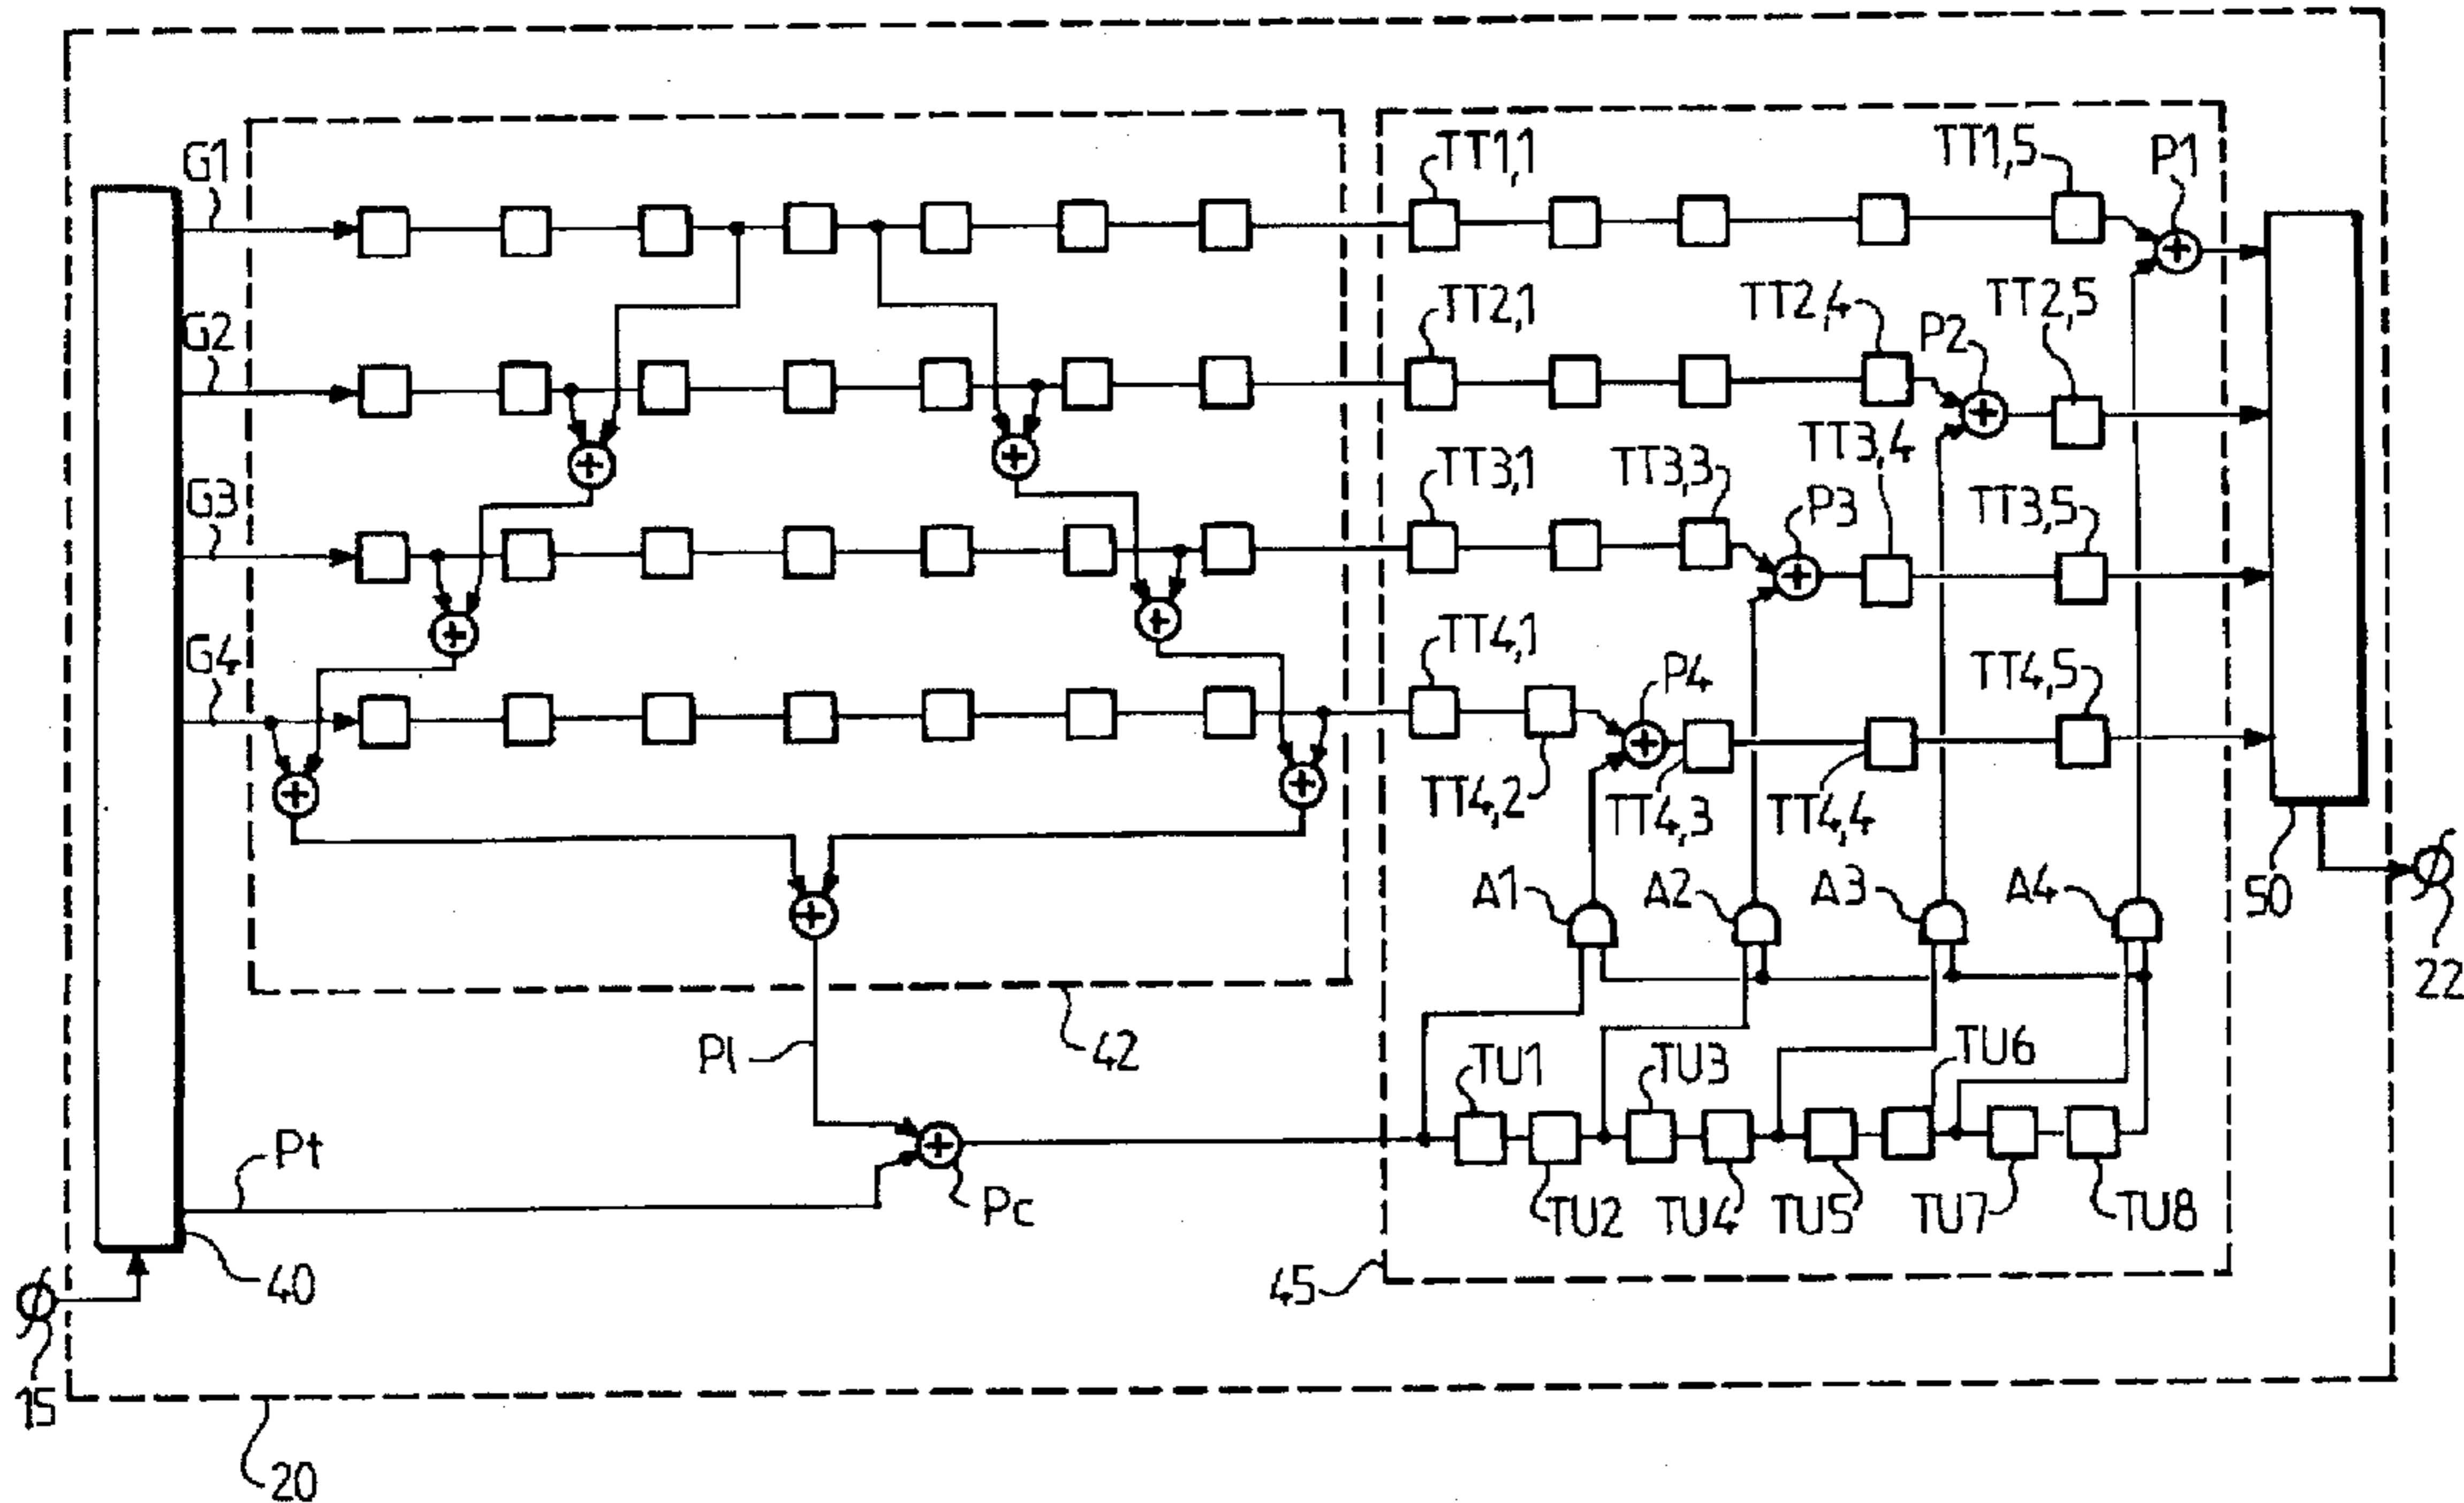 G1
TT1,1
TT1,5
P1
G2
TT2,1
TT2,4
P2
TT2,5
G3
TT3,1
TT3,3
TT3,4
P3
TT3,5
G4
TT4,1
P4
TT4,5
TT4,2
TT4,3
TT4,4
A1
A2
A3
A4
50
22
Pl
42
TU1
TU3
TU6
Pt
Pc
TU2
TU4
TU5
TU7
TU8
40
45
15
20